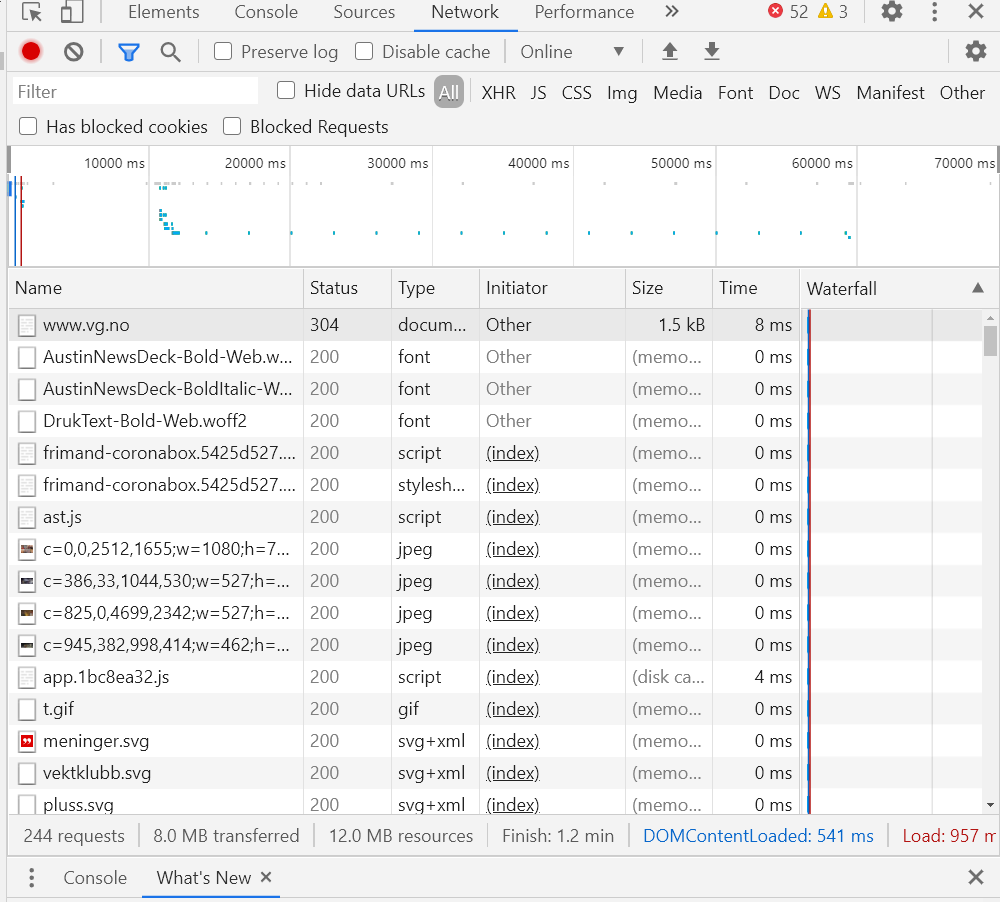 Elements Console Sources Network Performance 52 3
Preserve log Disable cache Online
Filter Hide data URLs All XHR JS CSS Img Media Font Doc WS Manifest Other
Has blocked cookies Blocked Requests
10000 ms 20000 ms 30000 ms 40000 ms 50000 ms 60000 ms 70000 ms
Name Status Type Initiator Size Time Waterfall
www.vg.no 304 docum... Other 1.5 kB 8 ms
AustinNewsDeck-Bold-Web.w... 200 font Other (memo... 0 ms
AustinNewsDeck-BoldItalic-W... 200 font Other (memo... 0 ms
DrukText-Bold-Web.woff2 200 font Other (memo... 0 ms
frimand-coronabox.5425d527.... 200 script (index) (memo... 0 ms
frimand-coronabox.5425d527.... 200 stylesh... (index) (memo... 0 ms
ast.js 200 script (index) (memo... 0 ms
c=0,0,2512,1655;w=1080;h=7... 200 jpeg (index) (memo... 0 ms
c=386,33,1044,530;w=527;h=... 200 jpeg (index) (memo... 0 ms
c=825,0,4699,2342;w=527;h=... 200 jpeg (index) (memo... 0 ms
c=945,382,998,414;w=462;h=... 200 jpeg (index) (memo... 0 ms
app.1bc8ea32.js 200 script (index) (disk ca... 4 ms
t.gif 200 gif (index) (memo... 0 ms
meninger.svg 200 svg+xml (index) (memo... 0 ms
vektklubb.svg 200 svg+xml (index) (memo... 0 ms
pluss.svg 200 svg+xml (index) (memo... 0 ms
244 requests 8.0 MB transferred 12.0 MB resources Finish: 1.2 min DOMContentLoaded: 541 ms Load: 957 m
Console What's New